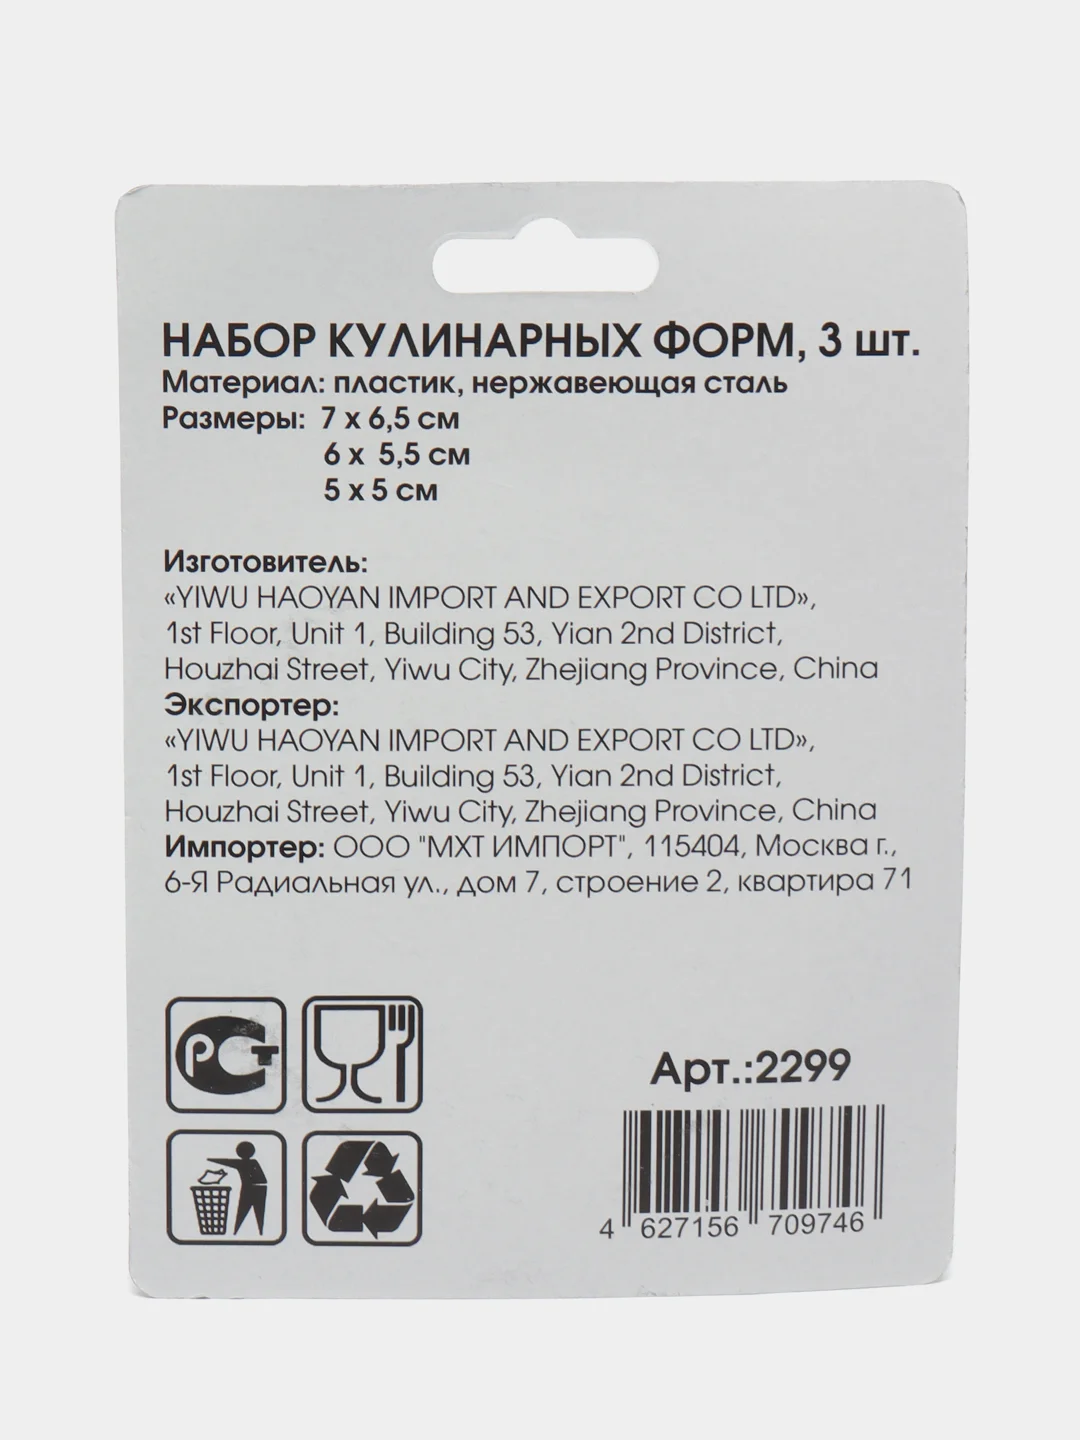 НАБОР КУЛИНАРНЫХ ФОРМ, 3 шт.
Материал: пластик, нержавеющая сталь
Размеры: 7 х 6,5 см
6 х 5,5 см
5 х 5 см
Изготовитель:
«YIWU HAOYAN IMPORT AND EXPORT CO LTD»,
1st Floor, Unit 1, Building 53, Yian 2nd District,
Houzhai Street, Yiwu City, Zhejiang Province, China
Экспортер:
«YIWU HAOYAN IMPORT AND EXPORT CO LTD»,
1st Floor, Unit 1, Building 53, Yian 2nd District,
Houzhai Street, Yiwu City, Zhejiang Province, China
Импортер: ООО "МХТ ИМПОРТ", 115404, Москва г.,
6-Я Радиальная ул., дом 7, строение 2, квартира 71
РСТ
Арт.:2299
4 627156 709746